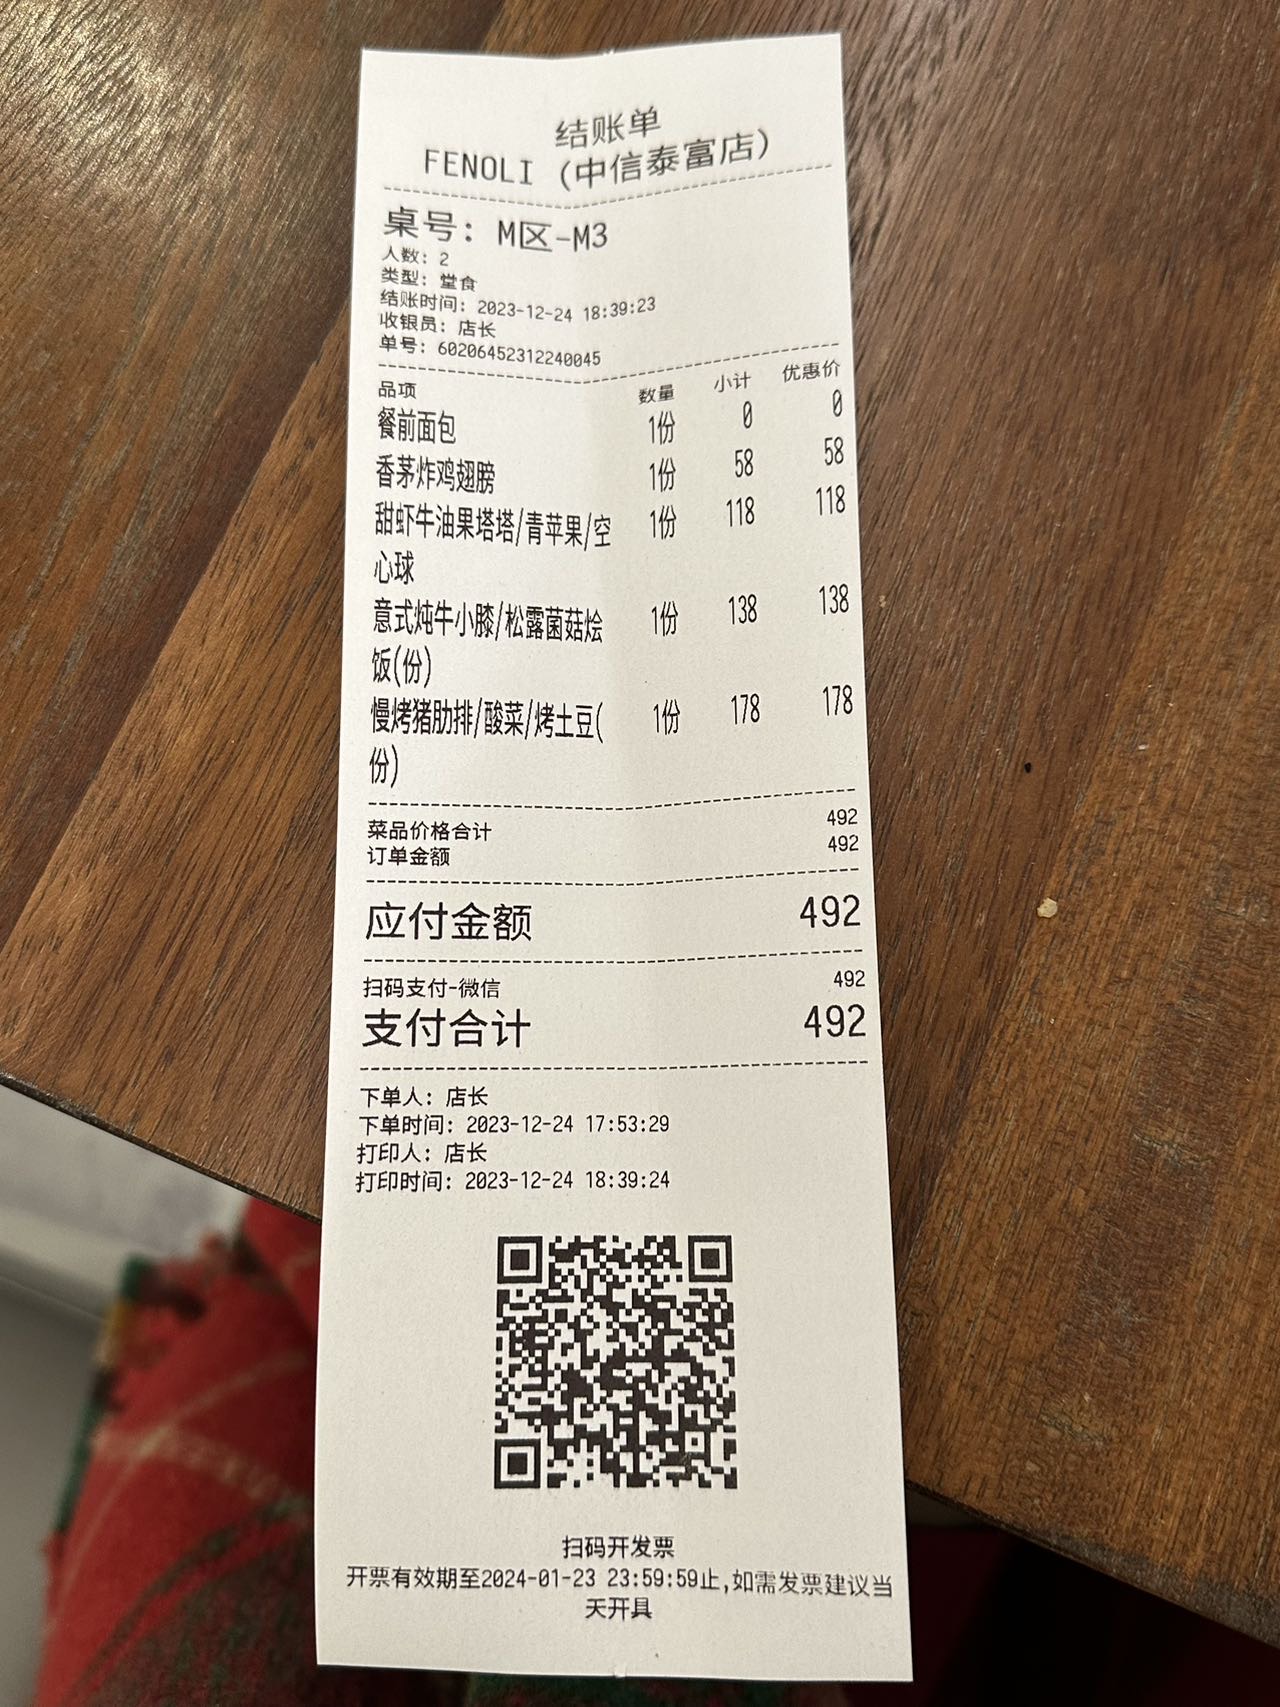 结账单
FENOLI (中信泰富店)
桌号: M区-M3
人数: 2
类型: 堂食
结账时间: 2023-12-24 18:39:23
收银员: 店长
单号: 60206452312240045
品项 数量 小计 优惠价
餐前面包 1份 0 0
香茅炸鸡翅膀 1份 58 58
甜虾牛油果塔塔/青苹果/空 1份 118 118
心球
意式炖牛小膝/松露菌菇烩 1份 138 138
饭(份)
慢烤猪肋排/酸菜/烤土豆( 1份 178 178
份)
菜品价格合计 492
订单金额 492
应付金额 492
扫码支付-微信 492
支付合计 492
下单人: 店长
下单时间: 2023-12-24 17:53:29
打印人: 店长
打印时间: 2023-12-24 18:39:24
扫码开发票
开票有效期至2024-01-23 23:59:59止,如需发票建议当
天开具